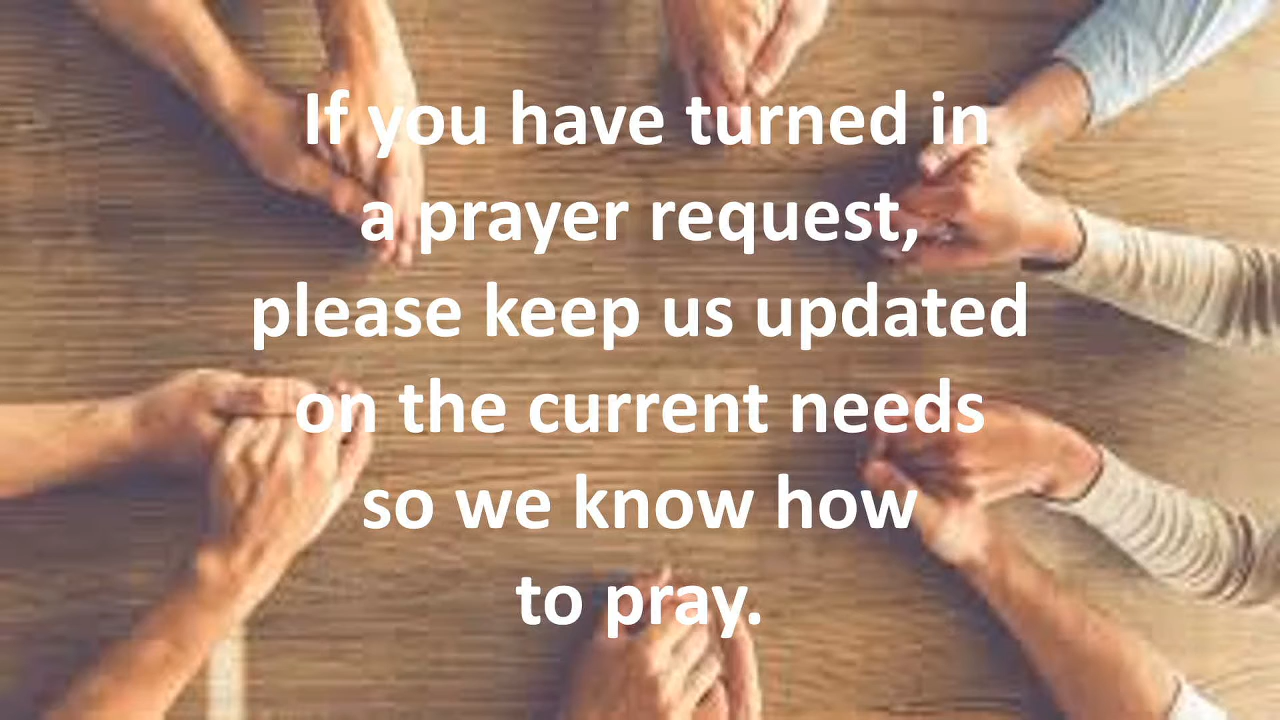 If you have turned in
a prayer request,
please keep us updated
on the current needs
so we know how
to pray.